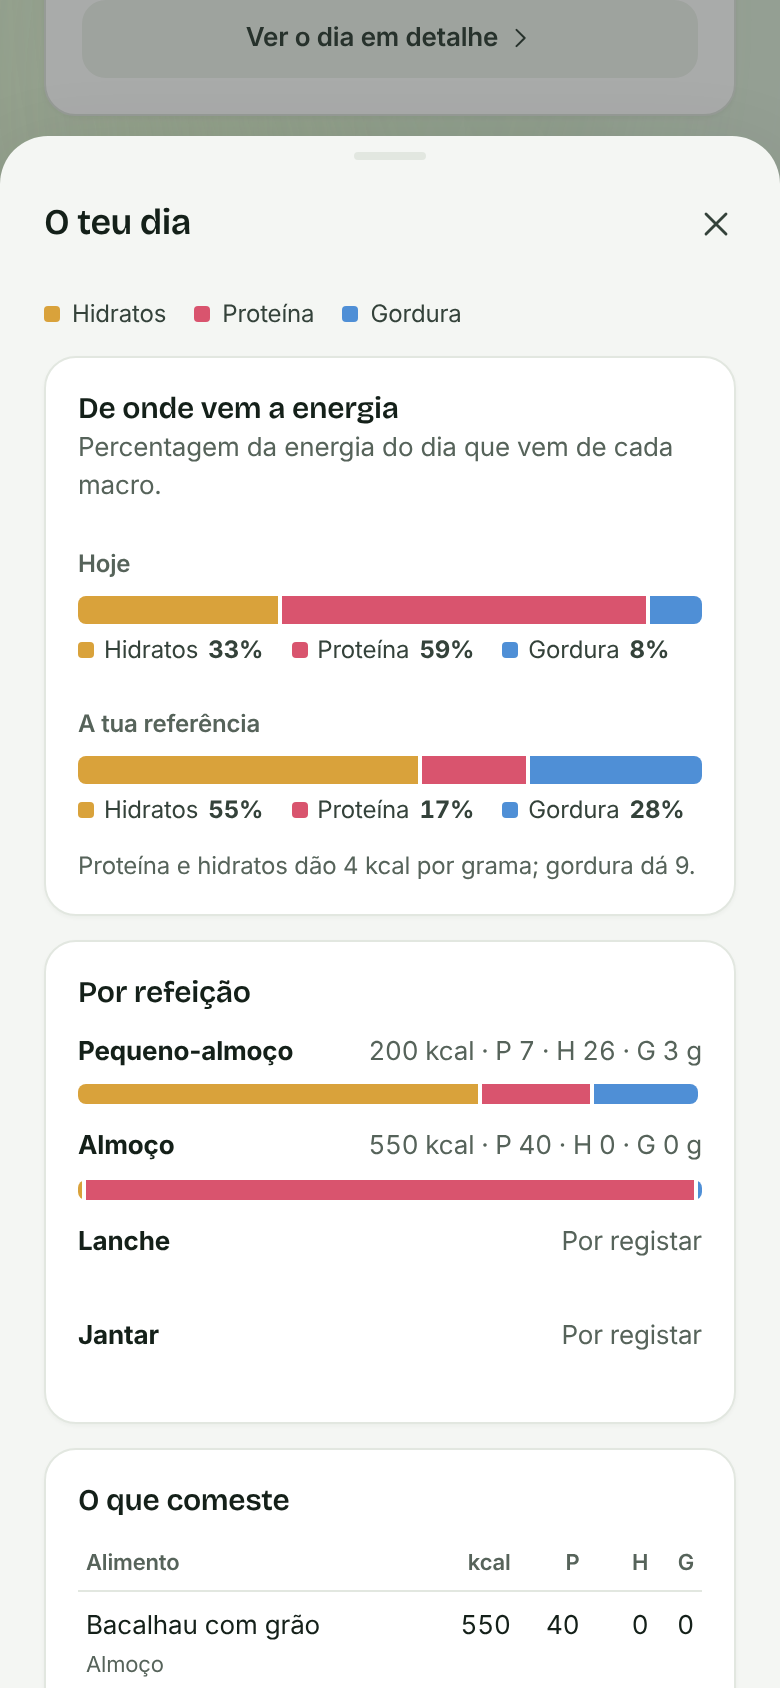 Ver o dia em detalhe
O teu dia
Hidratos Proteína Gordura
De onde vem a energia
Percentagem da energia do dia que vem de cada
macro.
Hoje
Hidratos 33% Proteína 59% Gordura 8%
A tua referência
Hidratos 55% Proteína 17% Gordura 28%
Proteína e hidratos dão 4 kcal por grama; gordura dá 9.
Por refeição
Pequeno-almoço 200 kcal · P 7 · H 26 · G 3 g
Almoço 550 kcal · P 40 · H 0 · G 0 g
Lanche Por registar
Jantar Por registar
O que comeste
Alimento kcal P H G
Bacalhau com grão 550 40 0 0
Almoço